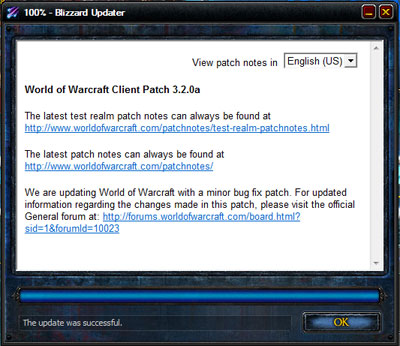 100% - Blizzard Updater
View patch notes in English (US)
World of Warcraft Client Patch 3.2.0a
The latest test realm patch notes can always be found at
http://www.worldofwarcraft.com/patchnotes/test-realm-patchnotes.html
The latest patch notes can always be found at
http://www.worldofwarcraft.com/patchnotes/
We are updating World of Warcraft with a minor bug fix patch. For updated
information regarding the changes made in this patch, please visit the official
General forum at: http://forums.worldofwarcraft.com/board.html?
sid=1&forumId=10023
The update was successful.
OK